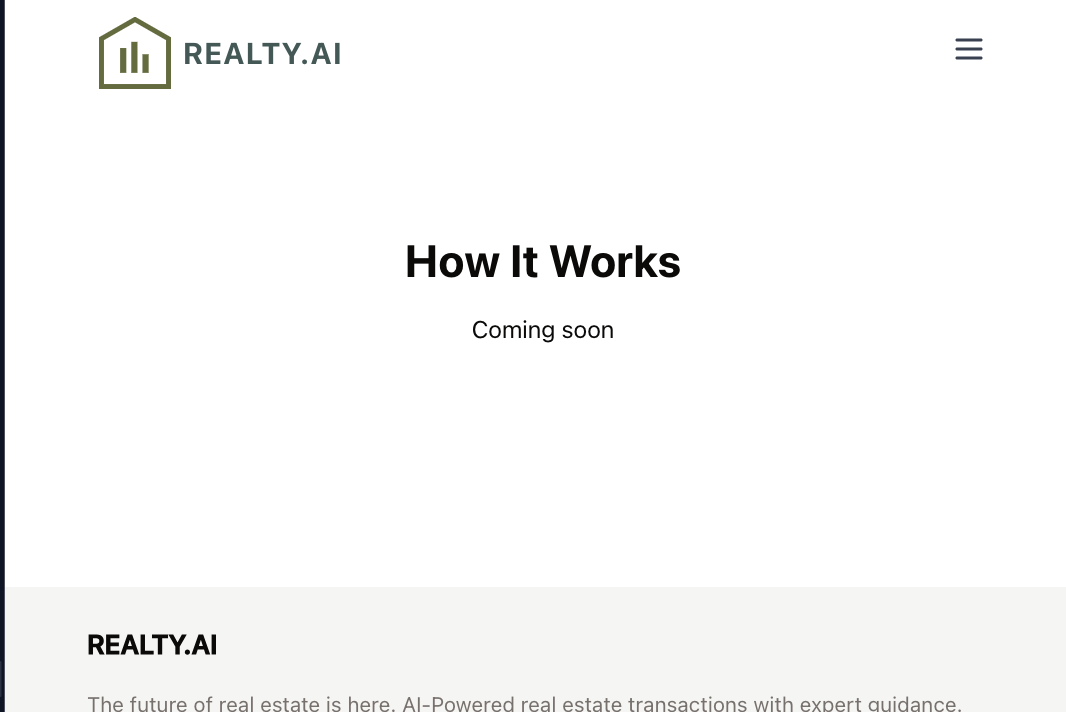 REALTY.AI
How It Works
Coming soon
REALTY.AI
The future of real estate is here. AI-Powered real estate transactions with expert guidance.